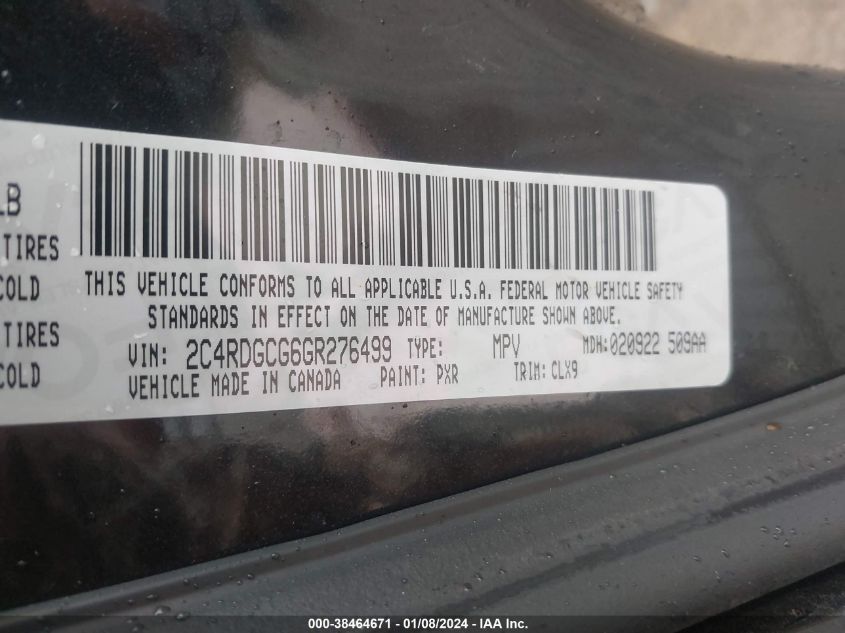 LB
TIRES
COLD
TIRES
COLD
THIS VEHICLE CONFORMS TO ALL APPLICABLE U.S.A. FEDERAL MOTOR VEHICLE SAFETY
STANDARDS IN EFFECT ON THE DATE OF MANUFACTURE SHOWN ABOVE.
VIN: 2C4RDGCG6GR276499 TYPE: MPV MDH:020922 509AA
VEHICLE MADE IN CANADA PAINT: PXR TRIM:CLX9
000-38464671 - 01/08/2024 - IAA Inc.